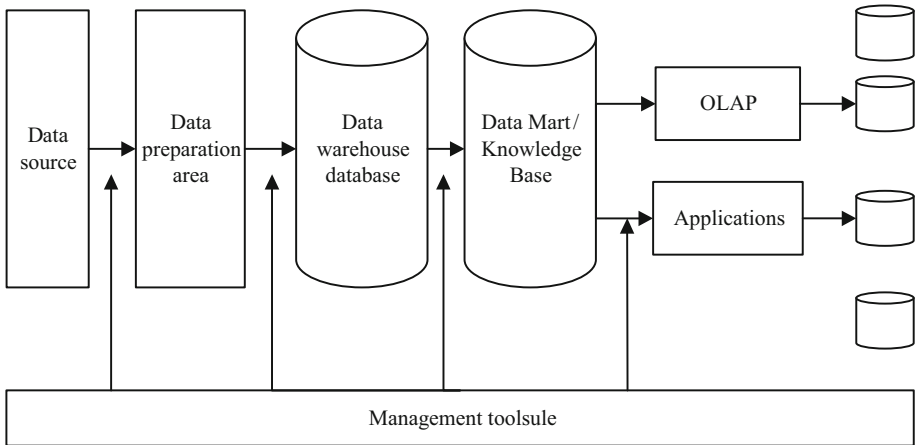 Data
source
Data
preparation
area
Data
warehouse
database
Data Mart/
Knowledge
Base
OLAP
Applications
Management toolsule